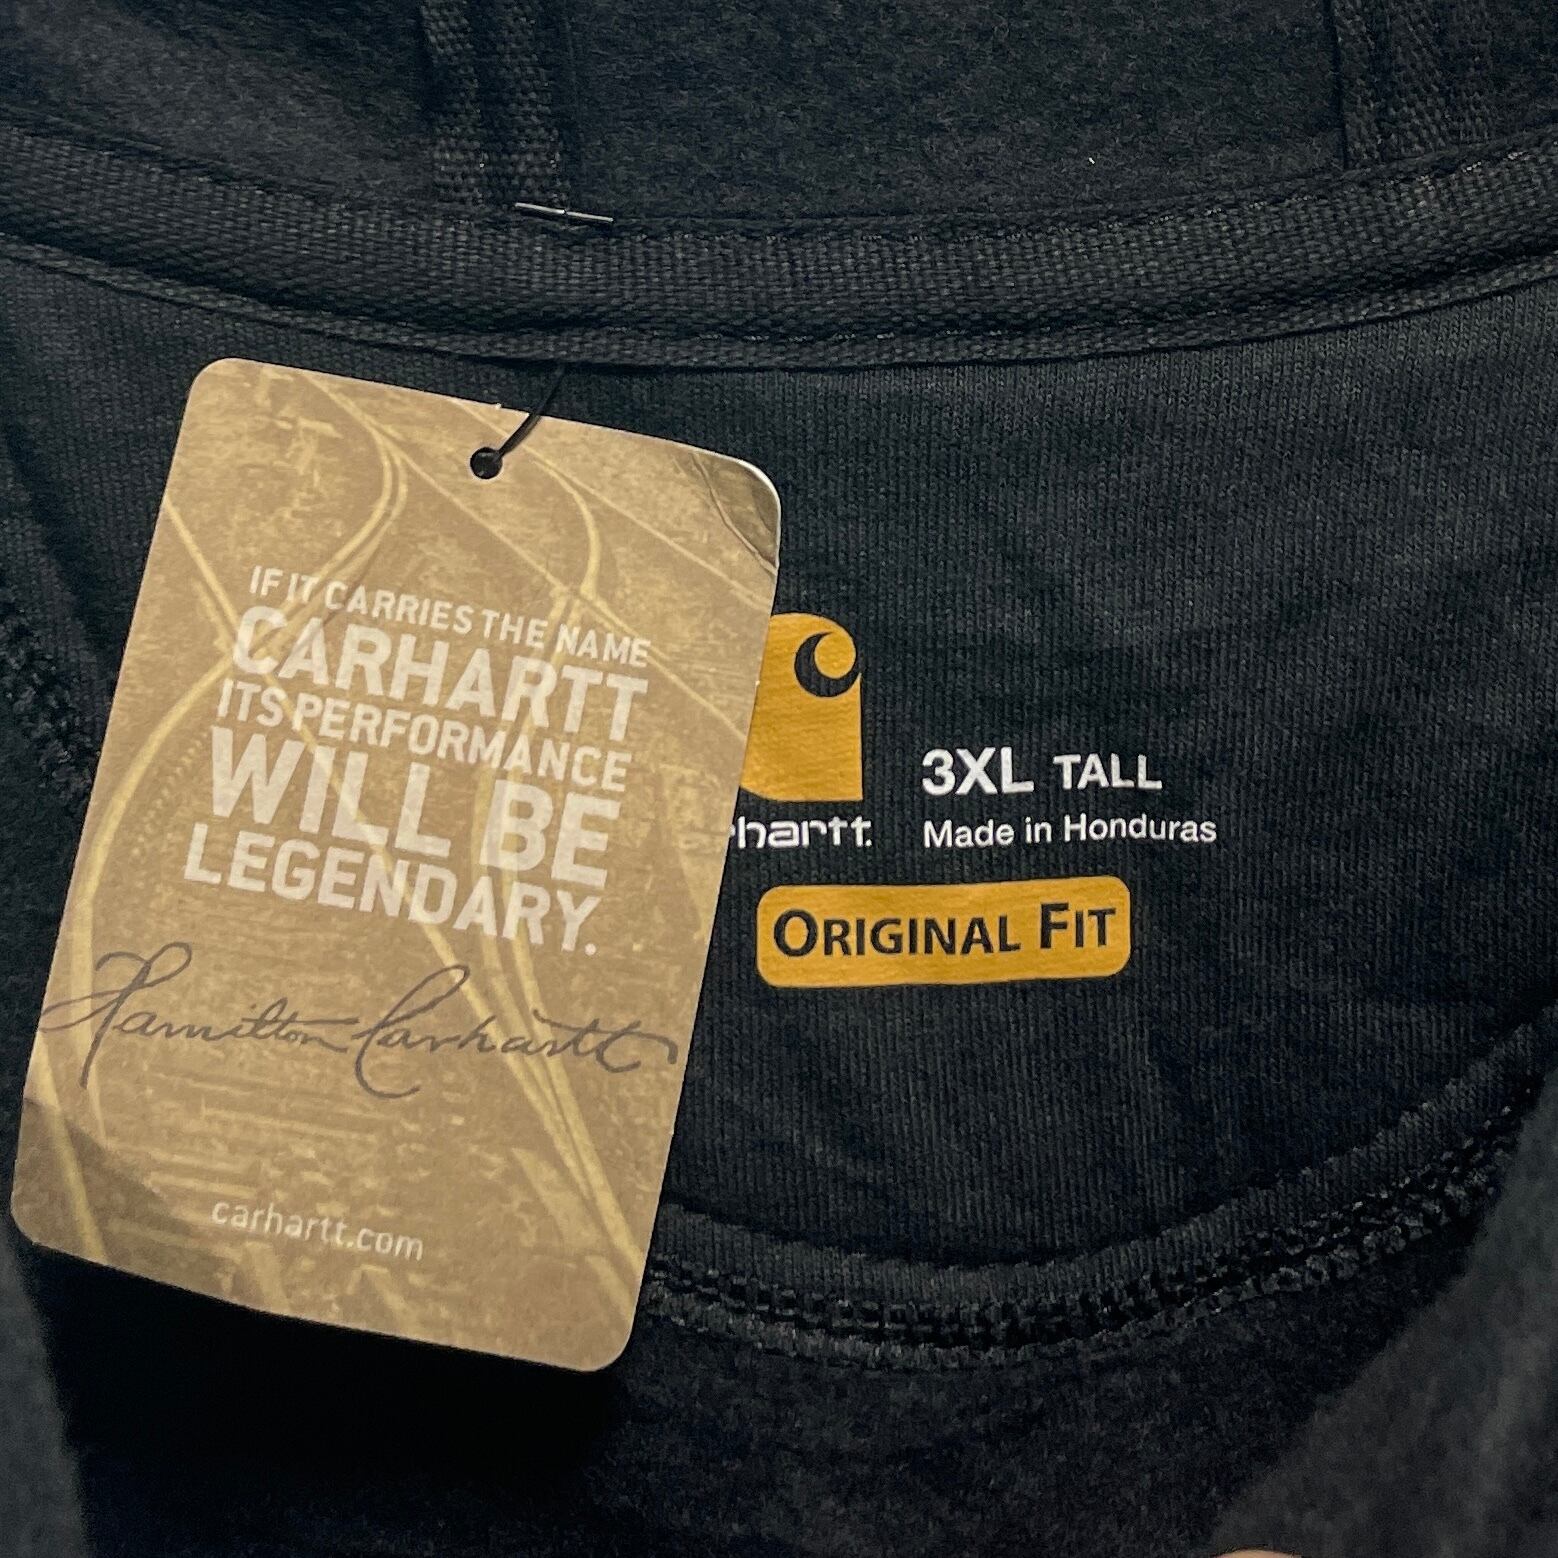 IF IT CARRIES THE NAME
CARHARTT
ITS PERFORMANCE
WILL BE
LEGENDARY.
Hamilton Carhartt
carhartt.com
hartt.
3XL TALL
Made in Honduras
ORIGINAL FIT